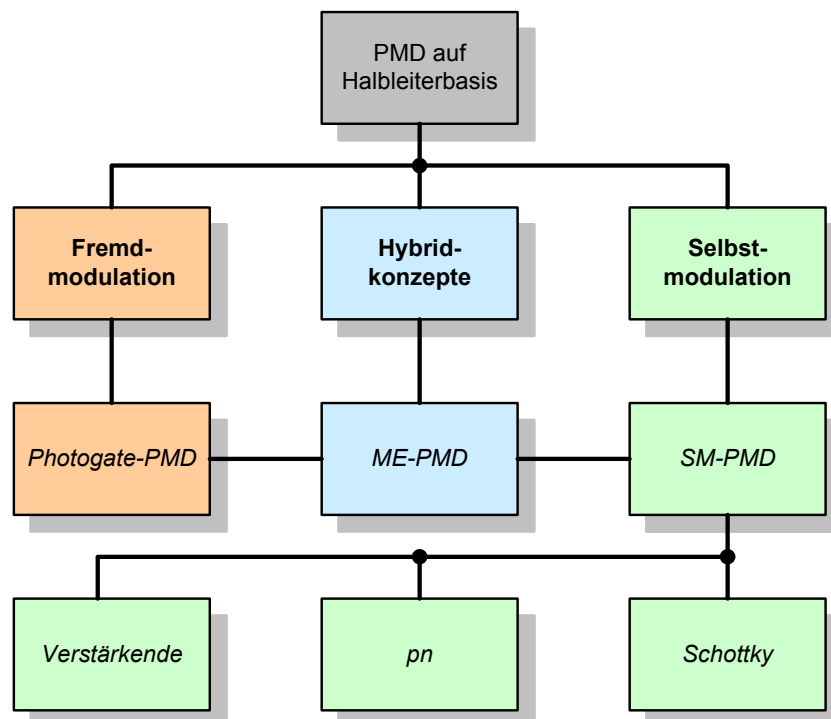 PMD auf
Halbleiterbasis
Fremd-
modulation
Hybrid-
konzepte
Selbst-
modulation
Photogate-PMD
ME-PMD
SM-PMD
Verstärkende
pn
Schottky